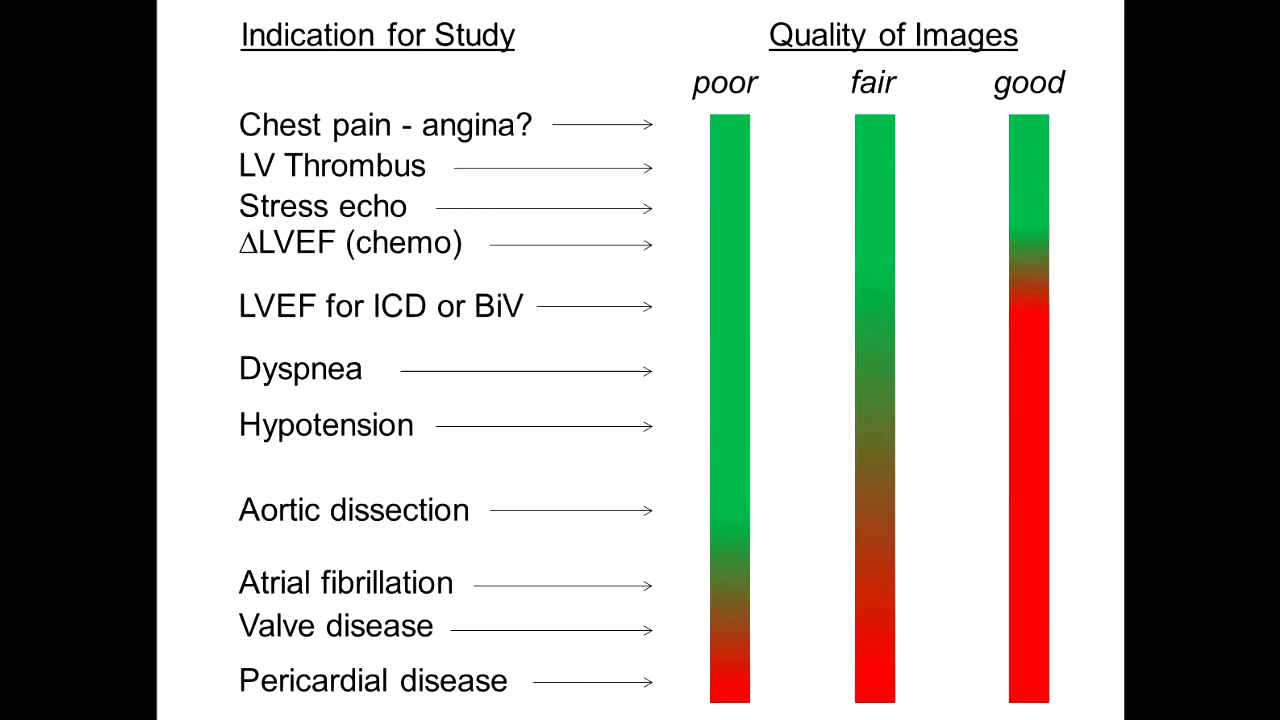 Indication for Study
Quality of Images
poor fair good
Chest pain - angina?
LV Thrombus
Stress echo
∆LVEF (chemo)
LVEF for ICD or BiV
Dyspnea
Hypotension
Aortic dissection
Atrial fibrillation
Valve disease
Pericardial disease